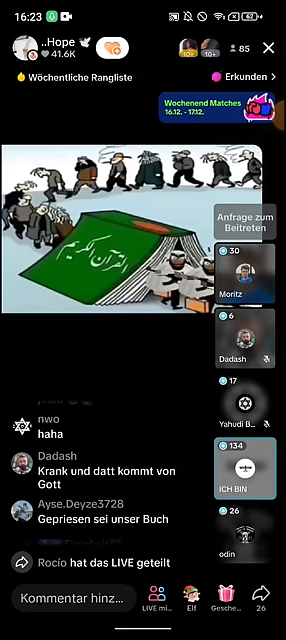 16:23
62
..Hope 🕊
41.6K
10+
10+
85
Wöchentliche Rangliste
Erkunden >
Wochenend Matches
16.12. - 17.12.
القرآن الكريم
Anfrage zum
Beitreten
30
Moritz
6
Dadash
17
Yahudi B...
134
ICH BIN
26
odin
nwo
haha
Dadash
Krank und datt kommt von
Gott
Ayse.Deyze3728
Gepriesen sei unser Buch
Rocío hat das LIVE geteilt
Kommentar hinz...
LIVE mi...
Elf
Gesche...
26